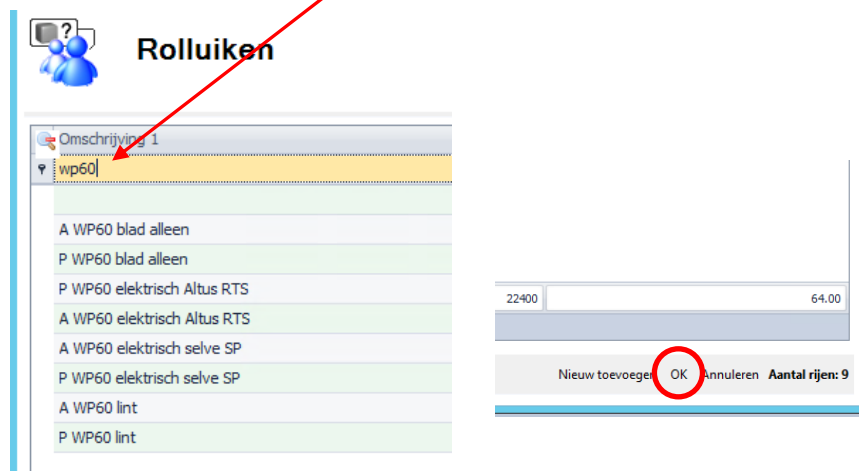 ?
Rolluiken
Omschrijving 1
wp60
A WP60 blad alleen
P WP60 blad alleen
P WP60 elektrisch Altus RTS
A WP60 elektrisch Altus RTS
A WP60 elektrisch selve SP
P WP60 elektrisch selve SP
A WP60 lint
P WP60 lint
22400 64.00
Nieuw toevoegen OK Annuleren Aantal rijen: 9